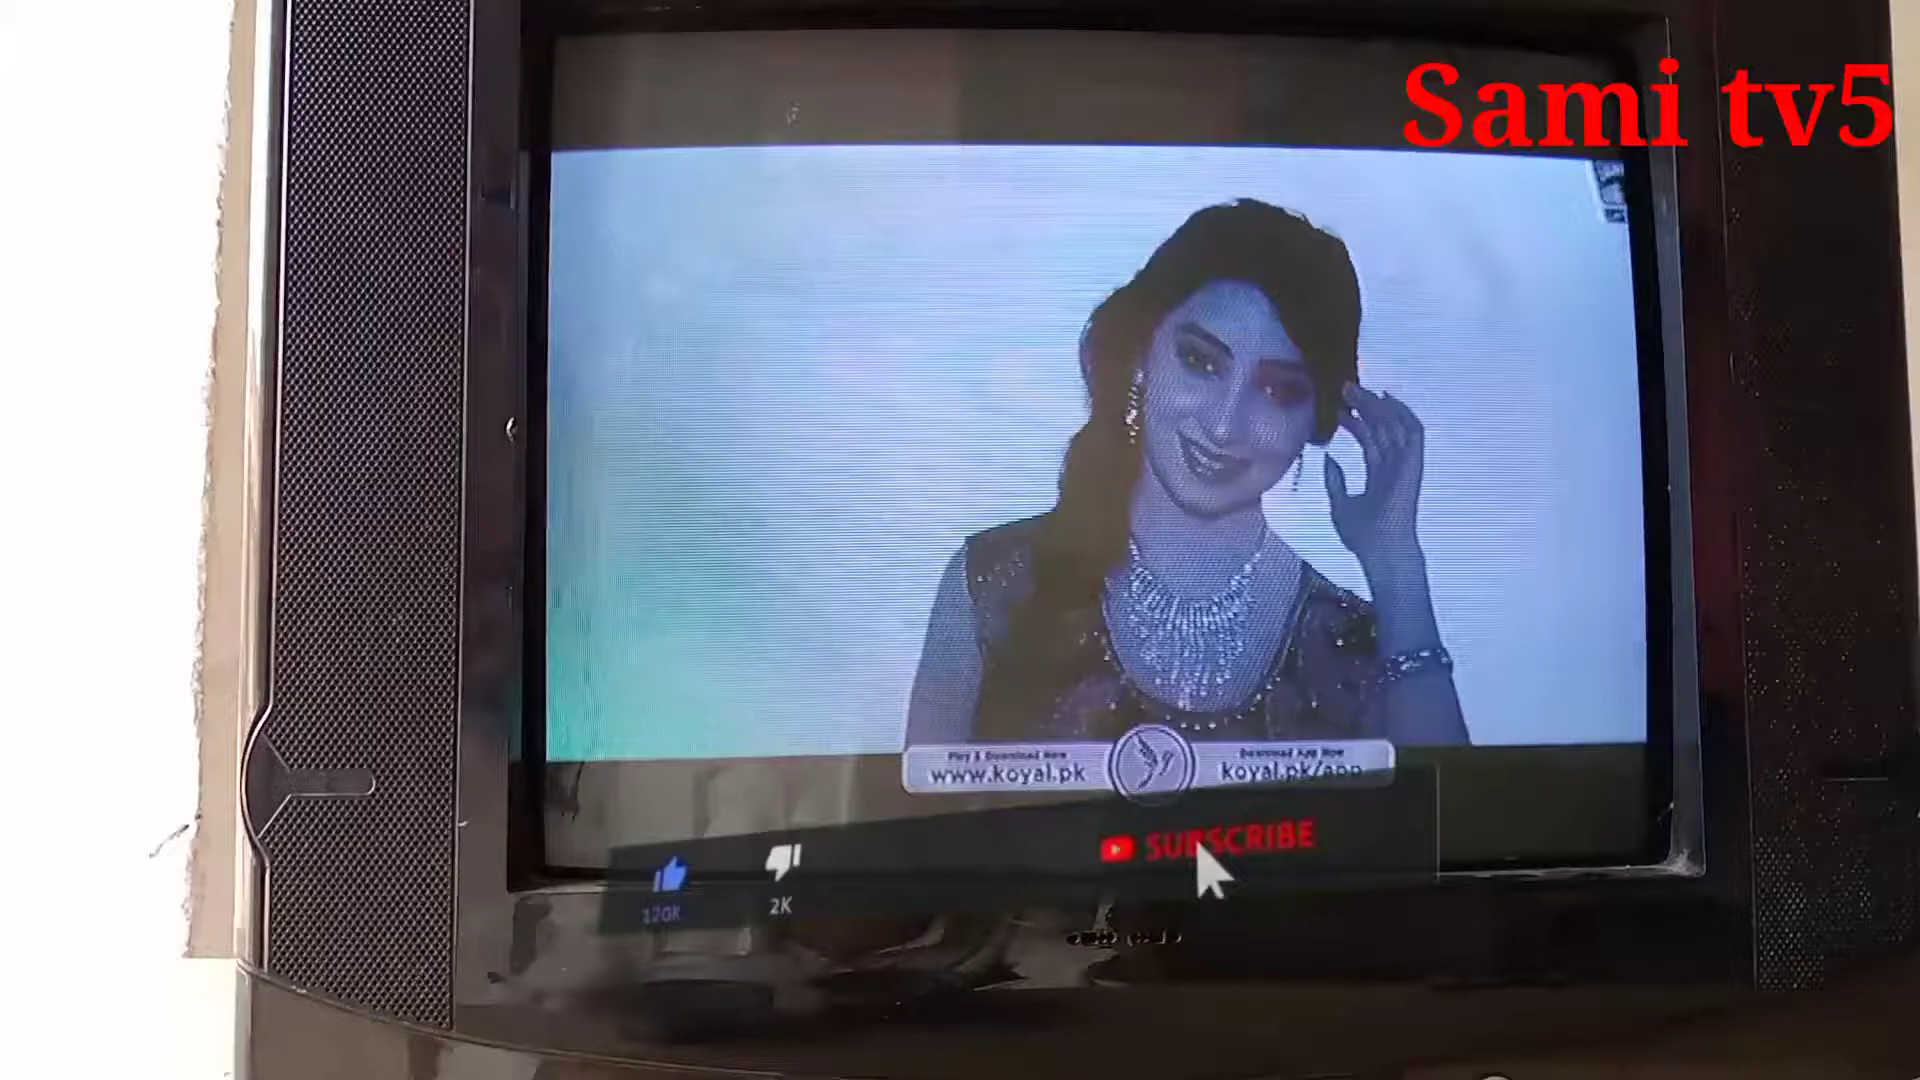 Sami tv5
Play & Download Now
www.koyal.pk
Download App Now
koyal.pk/app
SUBSCRIBE
120K
2K